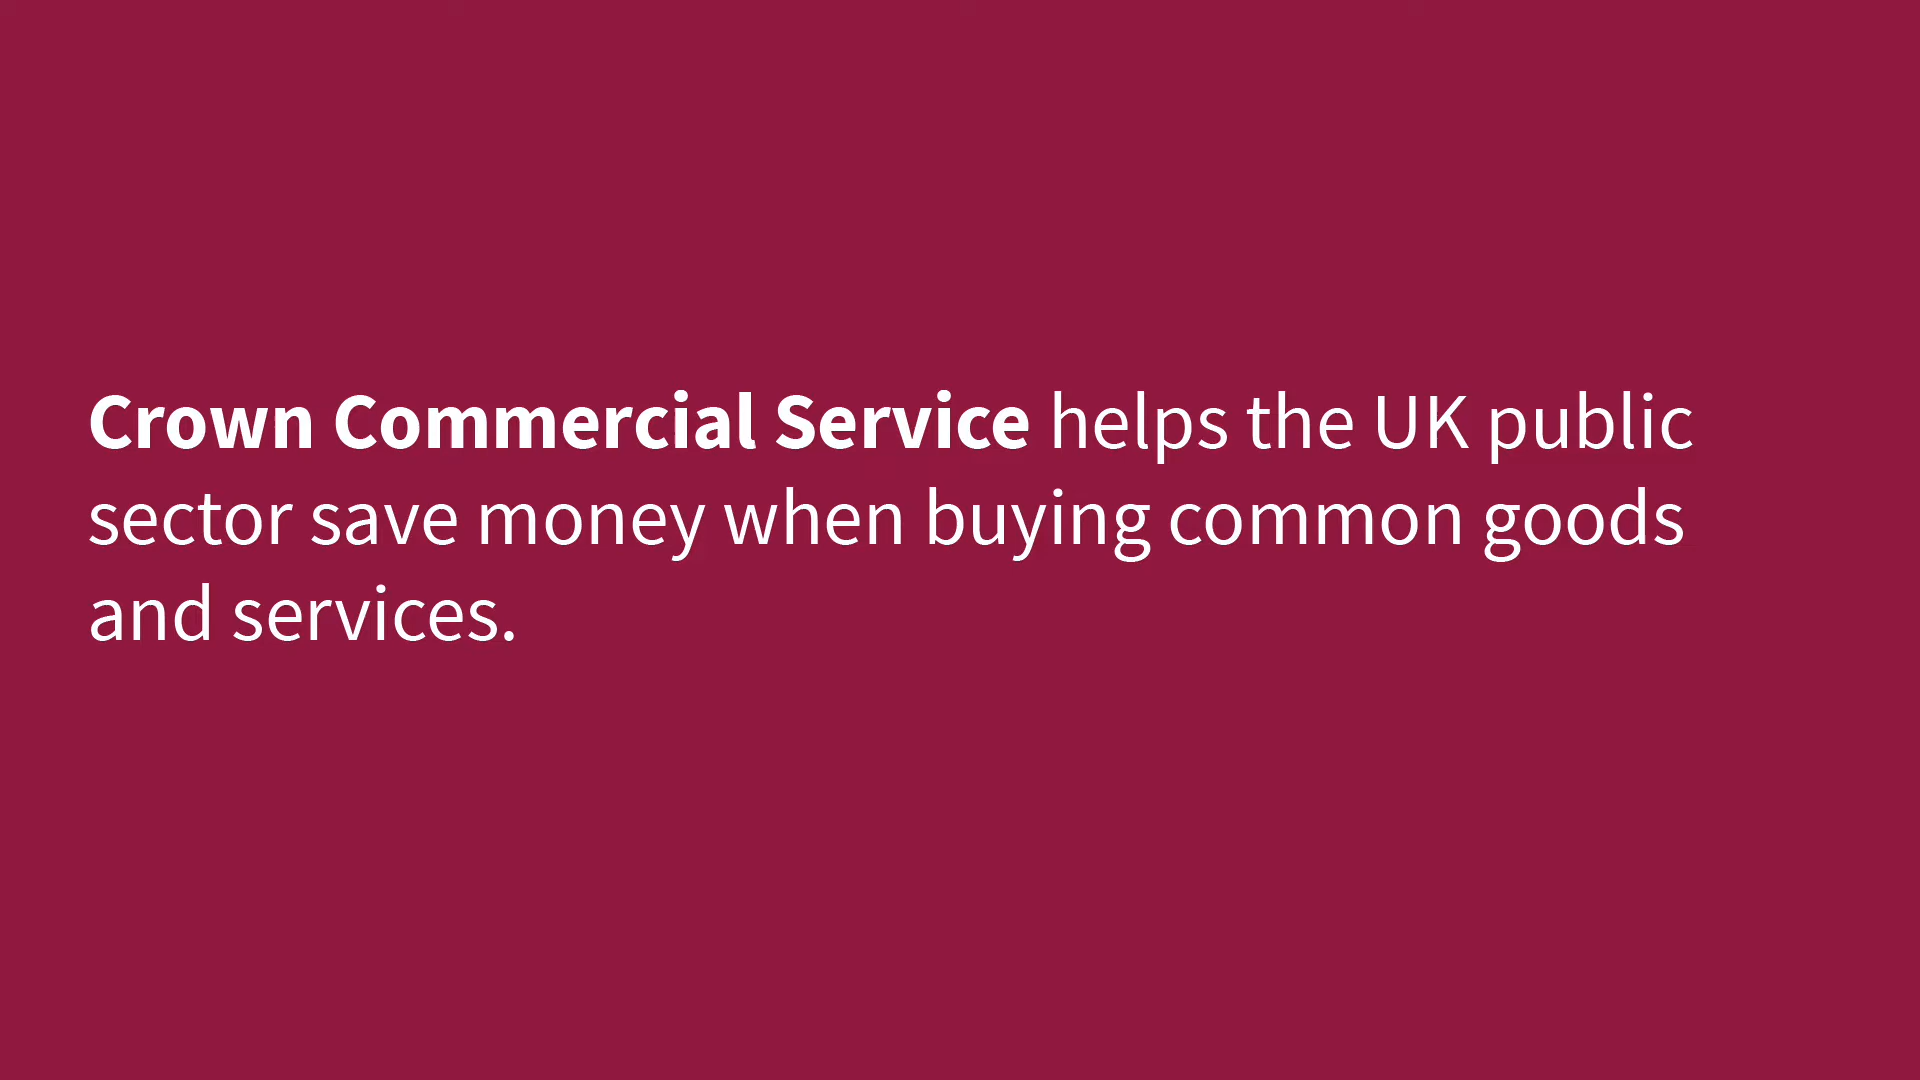 Crown Commercial Service helps the UK public
sector save money when buying common goods
and services.